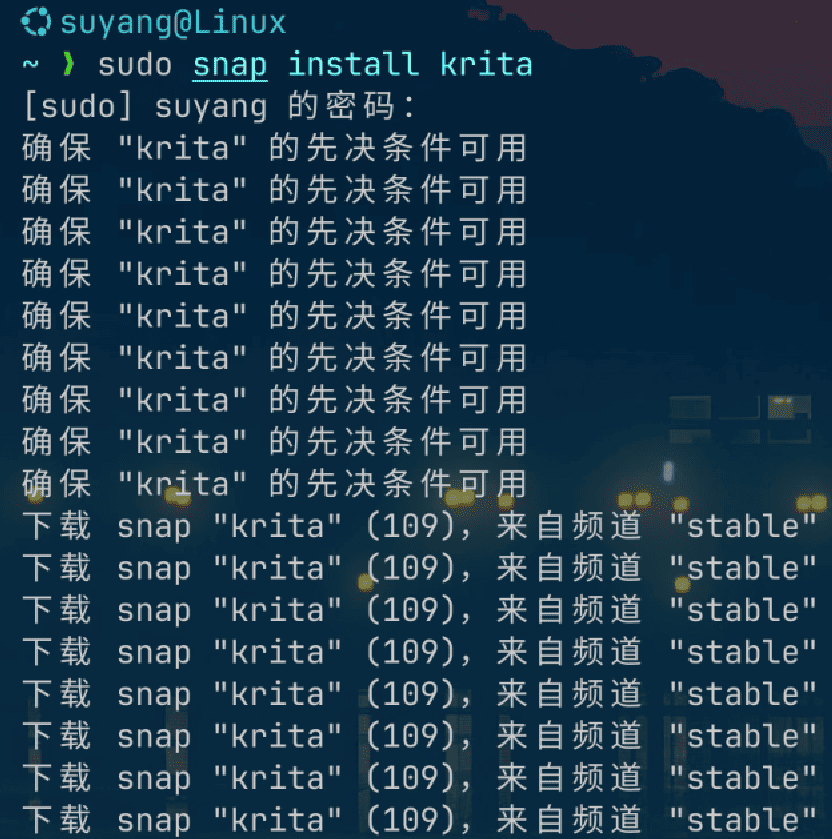 suyang@Linux
~ ❯ sudo snap install krita
[sudo] suyang 的密码：
确保 "krita" 的先决条件可用
确保 "krita" 的先决条件可用
确保 "krita" 的先决条件可用
确保 "krita" 的先决条件可用
确保 "krita" 的先决条件可用
确保 "krita" 的先决条件可用
确保 "krita" 的先决条件可用
确保 "krita" 的先决条件可用
确保 "krita" 的先决条件可用
下载 snap "krita" (109)，来自频道 "stable"
下载 snap "krita" (109)，来自频道 "stable"
下载 snap "krita" (109)，来自频道 "stable"
下载 snap "krita" (109)，来自频道 "stable"
下载 snap "krita" (109)，来自频道 "stable"
下载 snap "krita" (109)，来自频道 "stable"
下载 snap "krita" (109)，来自频道 "stable"
下载 snap "krita" (109)，来自频道 "stable"